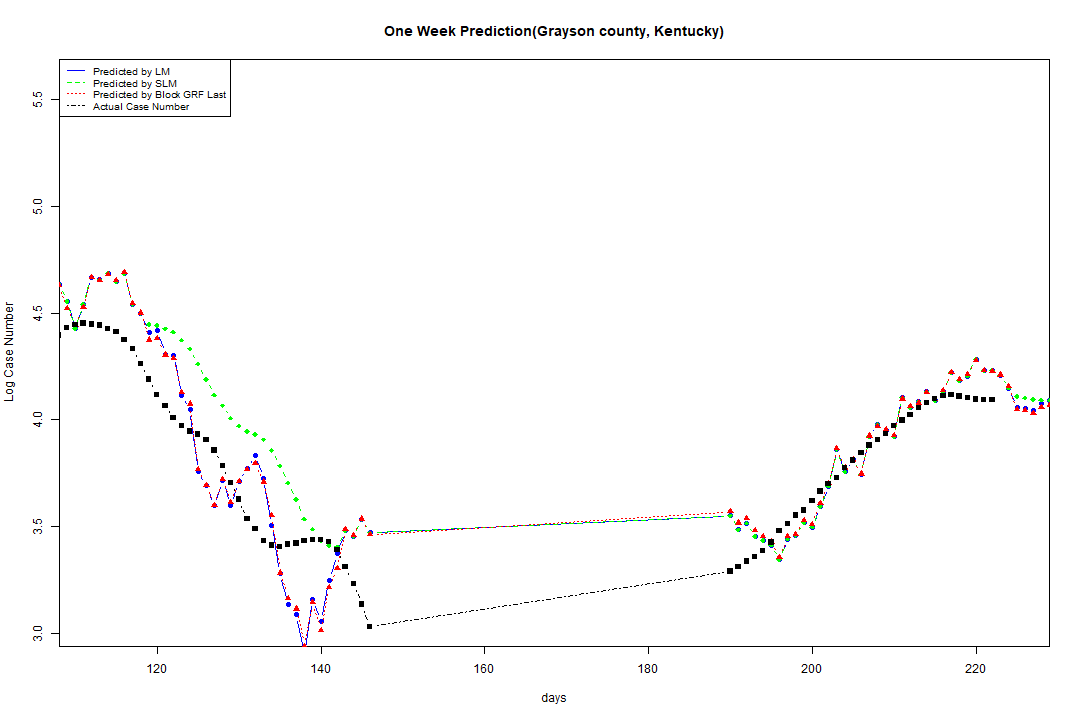 One Week Prediction(Grayson county, Kentucky)
Predicted by LM
Predicted by SLM
Predicted by Block GRF Last
Actual Case Number
Log Case Number
5.5
5.0
4.5
4.0
3.5
3.0
120 140 160 180 200 220
days